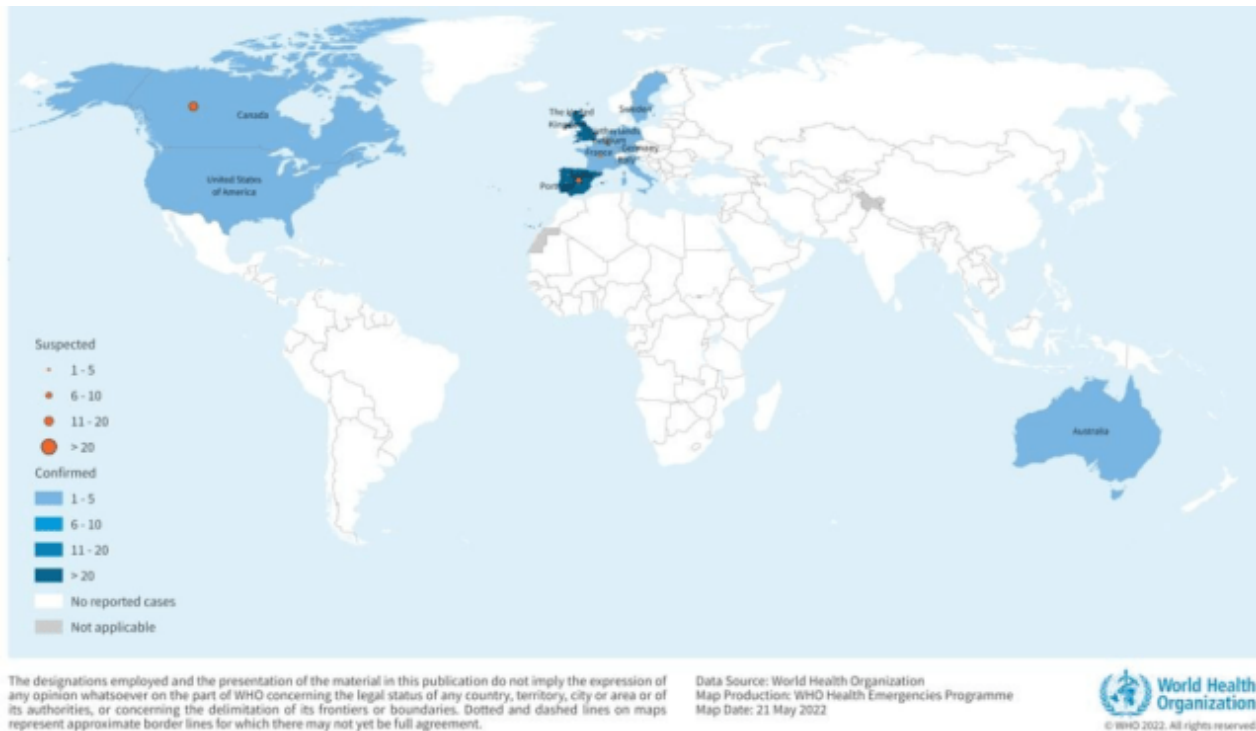 Sweden
The United
Canada
Netherlands
Belgium
France
Germany
Italy
United States
of America
Australia
Suspected
1 - 5
6 - 10
11 - 20
> 20
Confirmed
1 - 5
6 - 10
11 - 20
> 20
No reported cases
Not applicable
The designations employed and the presentation of the material in this publication do not imply the expression of
any opinion whatsoever on the part of WHO concerning the legal status of any country, territory, city or area or of
its authorities, or concerning the delimitation of its frontiers or boundaries. Dotted and dashed lines on maps
represent approximate border lines for which there may not yet be full agreement.
Data Source: World Health Organization
Map Production: WHO Health Emergencies Programme
Map Date: 21 May 2022
World Health
Organization
© WHO 2022. All rights reserved